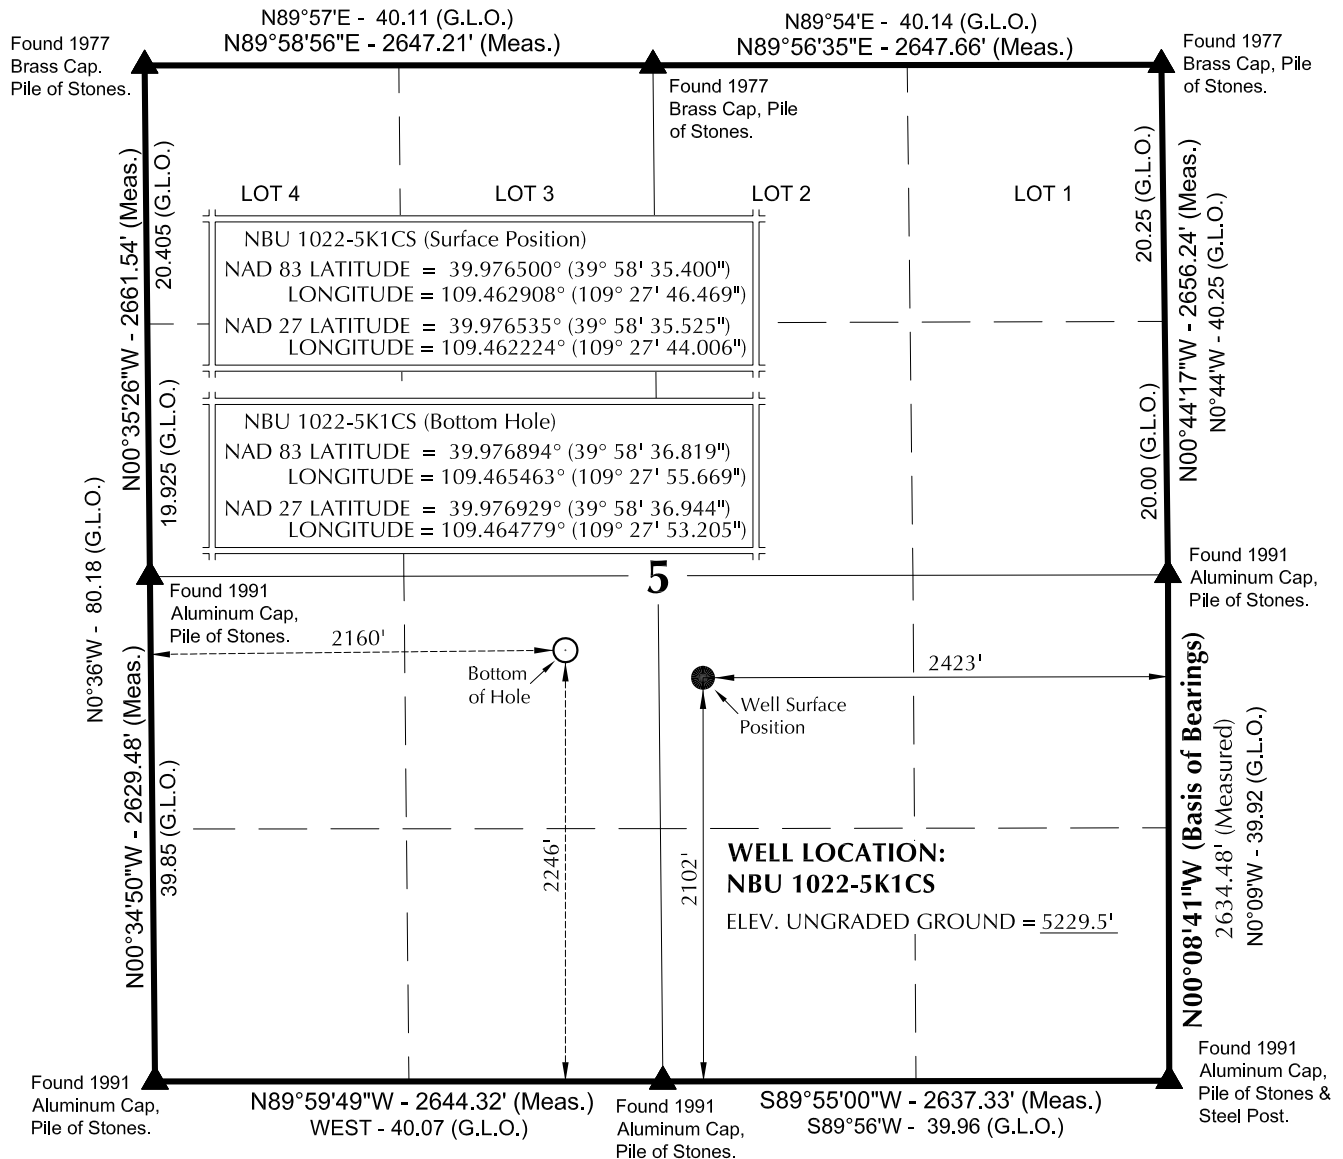 N89°57'E - 40.11 (G.L.O.)
N89°58'56"E - 2647.21' (Meas.)
N89°54'E - 40.14 (G.L.O.)
N89°56'35"E - 2647.66' (Meas.)
Found 1977
Brass Cap.
Pile of Stones.
Found 1977
Brass Cap, Pile
of Stones.
Found 1977
Brass Cap, Pile
of Stones.
N00°35'26"W - 2661.54' (Meas.)
20.405 (G.L.O.)
19.925 (G.L.O.)
20.25 (G.L.O.)
20.00 (G.L.O.)
N00°44'17"W - 2656.24' (Meas.)
N0°44'W - 40.25 (G.L.O.)
LOT 4
LOT 3
LOT 2
LOT 1
NBU 1022-5K1CS (Surface Position)
NAD 83 LATITUDE = 39.976500° (39° 58' 35.400")
LONGITUDE = 109.462908° (109° 27' 46.469")
NAD 27 LATITUDE = 39.976535° (39° 58' 35.525")
LONGITUDE = 109.462224° (109° 27' 44.006")
NBU 1022-5K1CS (Bottom Hole)
NAD 83 LATITUDE = 39.976894° (39° 58' 36.819")
LONGITUDE = 109.465463° (109° 27' 55.669")
NAD 27 LATITUDE = 39.976929° (39° 58' 36.944")
LONGITUDE = 109.464779° (109° 27' 53.205")
N0°36'W - 80.18 (G.L.O.)
5
Found 1991
Aluminum Cap,
Pile of Stones.
Found 1991
Aluminum Cap,
Pile of Stones.
2160'
Bottom
of Hole
2423'
Well Surface
Position
N00°34'50"W - 2629.48' (Meas.)
39.85 (G.L.O.)
2246'
2102'
WELL LOCATION:
NBU 1022-5K1CS
ELEV. UNGRADED GROUND = 5229.5'
N00°08'41"W (Basis of Bearings)
2634.48' (Measured)
N0°09'W - 39.92 (G.L.O.)
Found 1991
Aluminum Cap,
Pile of Stones.
N89°59'49"W - 2644.32' (Meas.)
WEST - 40.07 (G.L.O.)
Found 1991
Aluminum Cap,
Pile of Stones.
S89°55'00"W - 2637.33' (Meas.)
S89°56'W - 39.96 (G.L.O.)
Found 1991
Aluminum Cap,
Pile of Stones &
Steel Post.